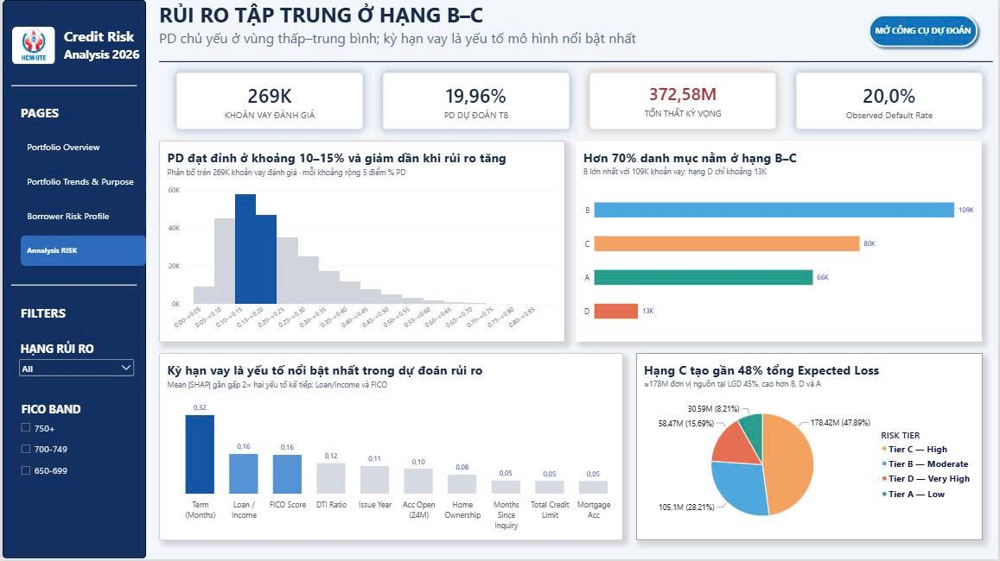 HCM-UTE
Credit Risk
Analysis 2026
PAGES
Portfolio Overview
Portfolio Trends & Purpose
Borrower Risk Profile
Annalysis RISK
FILTERS
HẠNG RỦI RO
All
FICO BAND
750+
700-749
650-699
RỦI RO TẬP TRUNG Ở HẠNG B–C
PD chủ yếu ở vùng thấp–trung bình; kỳ hạn vay là yếu tố mô hình nổi bật nhất
MỞ CÔNG CỤ DỰ ĐOÁN
269K
KHOẢN VAY ĐÁNH GIÁ
19,96%
PD DỰ ĐOÁN TB
372,58M
TỔN THẤT KỲ VỌNG
20,0%
Observed Default Rate
PD đạt đỉnh ở khoảng 10–15% và giảm dần khi rủi ro tăng
Phân bố trên 269K khoản vay đánh giá · mỗi khoảng rộng 5 điểm % PD
60K
40K
20K
0K
0.00–<0.05
0.05–<0.10
0.10–<0.15
0.15–<0.20
0.20–<0.25
0.25–<0.30
0.30–<0.35
0.35–<0.40
0.40–<0.45
0.45–<0.50
0.50–<0.55
0.55–<0.60
0.60–<0.65
0.65–<0.70
0.70–<0.75
0.75–<0.80
0.80–<0.85
Hơn 70% danh mục nằm ở hạng B–C
B lớn nhất với 109K khoản vay; hạng D chỉ khoảng 13K
B 109K
C 80K
A 66K
D 13K
Kỳ hạn vay là yếu tố nổi bật nhất trong dự đoán rủi ro
Mean |SHAP| gần gấp 2× hai yếu tố kế tiếp: Loan/Income và FICO
0,32
0,16
0,16
0,12
0,11
0,10
0,08
0,05
0,05
0,05
Term
(Months)
Loan /
Income
FICO Score
DTI Ratio
Issue Year
Acc Open
(24M)
Home
Ownership
Months
Since
Inquiry
Total Credit
Limit
Mortgage
Acc
Hạng C tạo gần 48% tổng Expected Loss
≈178M đơn vị nguồn tại LGD 45%, cao hơn B, D và A
30,59M (8,21%)
58,47M (15,69%)
178,42M (47,89%)
105,1M (28,21%)
RISK TIER
Tier C — High
Tier B — Moderate
Tier D — Very High
Tier A — Low